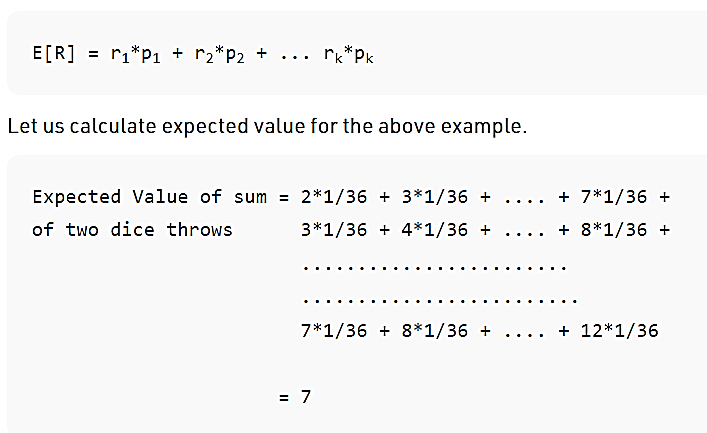 E[R] = r₁*p₁ + r₂*p₂ + ... rₖ*pₖ
Let us calculate expected value for the above example.
Expected Value of sum = 2*1/36 + 3*1/36 + .... + 7*1/36 +
of two dice throws 3*1/36 + 4*1/36 + .... + 8*1/36 +
........................
.........................
7*1/36 + 8*1/36 + .... + 12*1/36
= 7